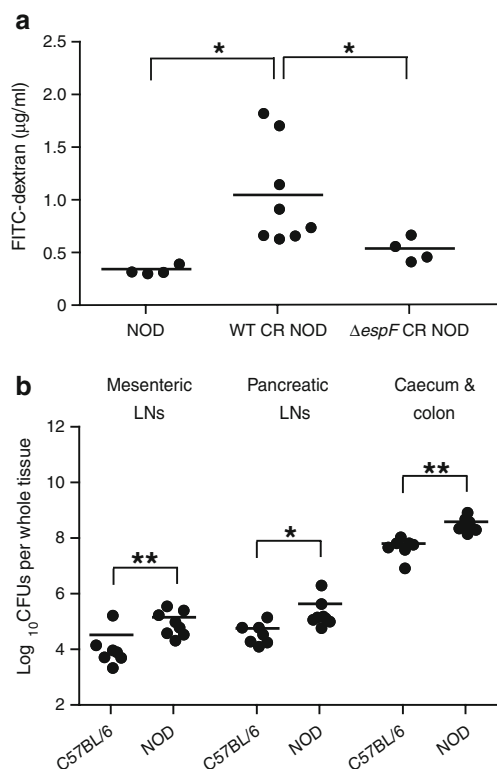 a
FITC-dextran (μg/ml)
2.5
2.0
1.5
1.0
0.5
0
*
*
NOD
WT CR NOD
ΔespF CR NOD
b
Mesenteric LNs
Pancreatic LNs
Caecum & colon
Log 10CFUs per whole tissue
12
10
8
6
4
2
**
*
**
C57BL/6
NOD
C57BL/6
NOD
C57BL/6
NOD